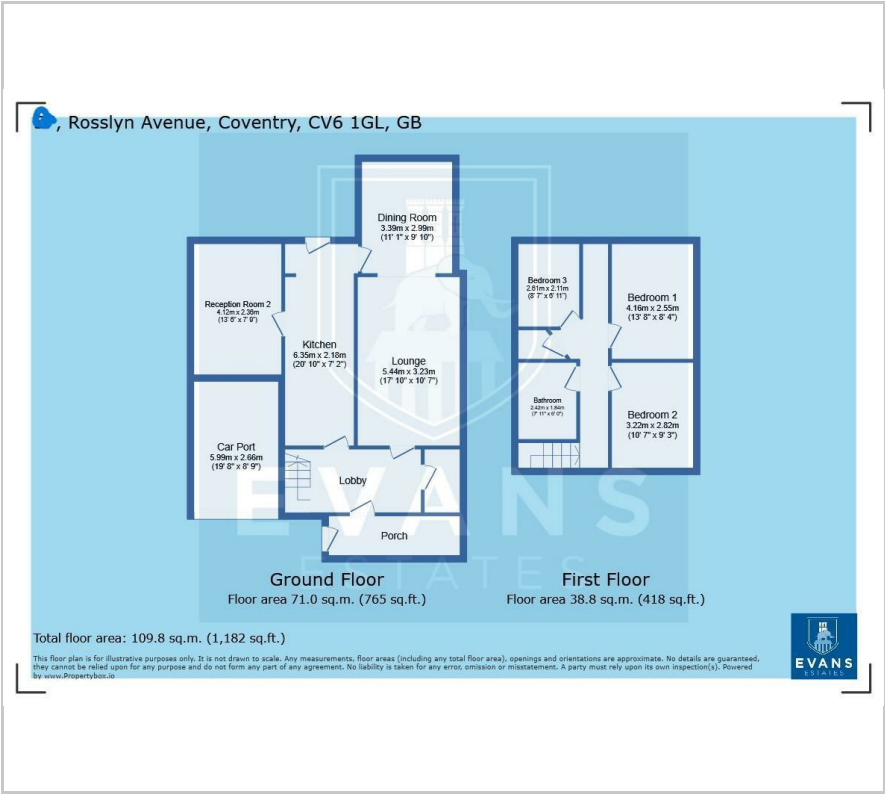 , Rosslyn Avenue, Coventry, CV6 1GL, GB
Dining Room
3.39m x 2.99m
(11' 1" x 9' 10")
Reception Room 2
4.12m x 2.36m
(13' 6" x 7' 9")
Kitchen
6.35m x 2.18m
(20' 10" x 7' 2")
Lounge
5.44m x 3.23m
(17' 10" x 10' 7")
Car Port
5.99m x 2.66m
(19' 8" x 8' 9")
Lobby
Porch
Bedroom 3
2.61m x 2.11m
(8' 7" x 6' 11")
Bedroom 1
4.16m x 2.55m
(13' 8" x 8' 4")
Bathroom
2.42m x 1.84m
(7' 11" x 6' 0")
Bedroom 2
3.22m x 2.82m
(10' 7" x 9' 3")
EVANS
ESTATES
Ground Floor
Floor area 71.0 sq.m. (765 sq.ft.)
First Floor
Floor area 38.8 sq.m. (418 sq.ft.)
Total floor area: 109.8 sq.m. (1,182 sq.ft.)
This floor plan is for illustrative purposes only. It is not drawn to scale. Any measurements, floor areas (including any total floor area), openings and orientations are approximate. No details are guaranteed,
they cannot be relied upon for any purpose and do not form any part of any agreement. No liability is taken for any error, omission or misstatement. A party must rely upon its own inspection(s). Powered
by www.Propertybox.io
EVANS
ESTATES